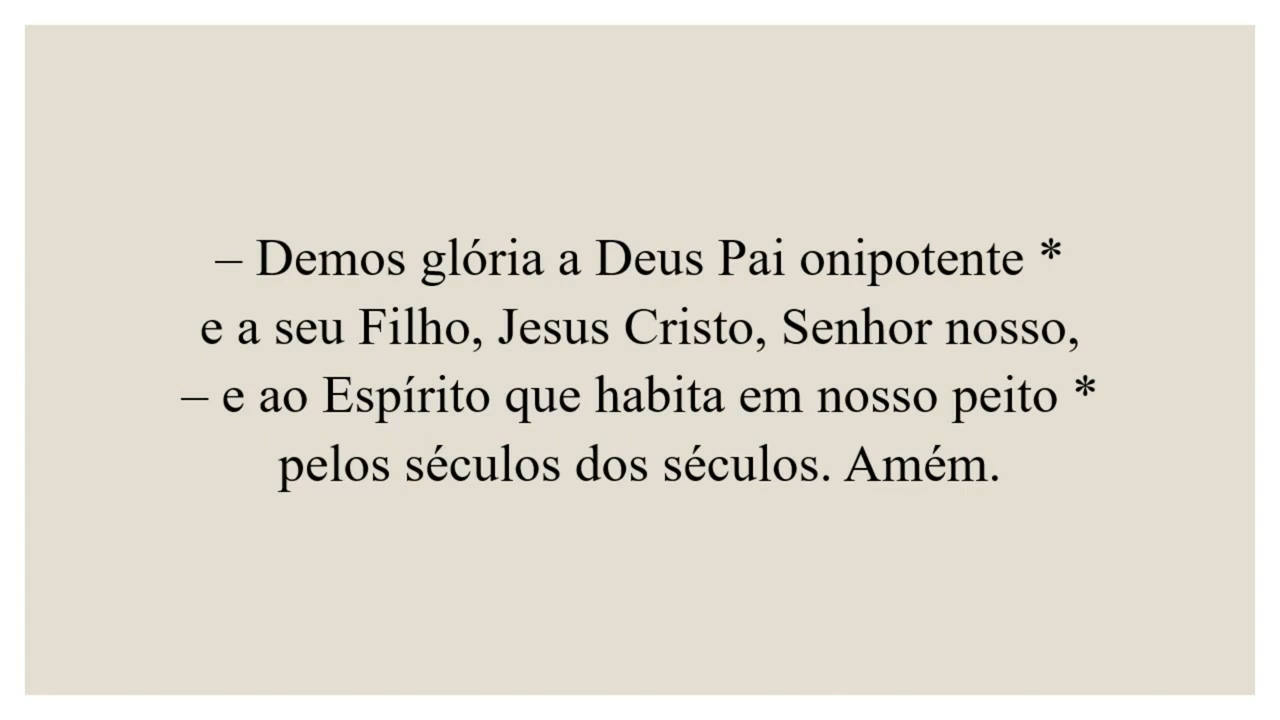 – Demos glória a Deus Pai onipotente *
e a seu Filho, Jesus Cristo, Senhor nosso,
– e ao Espírito que habita em nosso peito *
pelos séculos dos séculos. Amém.